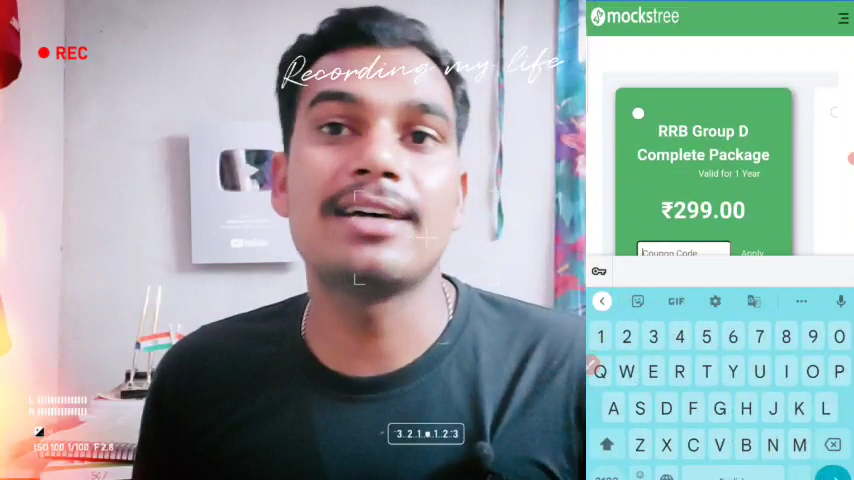 REC
Recording my life
YouTube
L
R
ISO 100 1/100 F2.8
3.2.1.●.1.2.3
mockstree
RRB Group D
Complete Package
Valid for 1 Year
₹299.00
Coupon Code
Apply
GIF
1 2 3 4 5 6 7 8 9 0
Q W E R T Y U I O P
A S D F G H J K L
Z X C V B N M